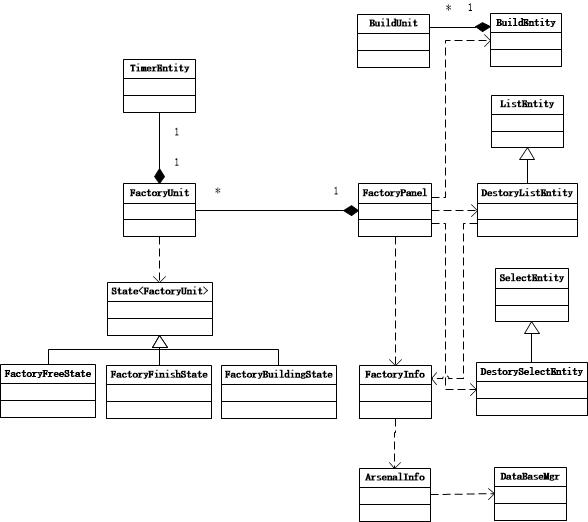 * 1
BuildUnit
BuildEntity
TimerEntity
ListEntity
1
1
FactoryUnit
* 1
FactoryPanel
DestoryListEntity
State<FactoryUnit>
SelectEntity
FactoryFreeState
FactoryFinishState
FactoryBuildingState
FactoryInfo
DestorySelectEntity
ArsenalInfo
DataBaseMgr